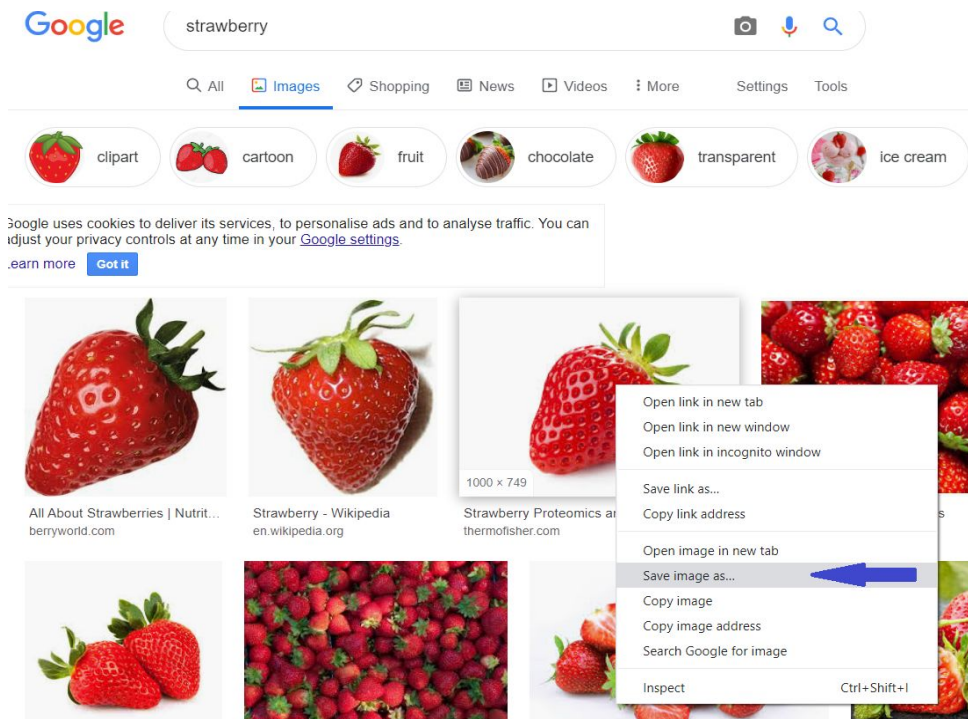 Google
strawberry
All Images Shopping News Videos More Settings Tools
clipart cartoon fruit chocolate transparent ice cream
Google uses cookies to deliver its services, to personalise ads and to analyse traffic. You can
adjust your privacy controls at any time in your Google settings.
Learn more Got it
1000 × 749
All About Strawberries | Nutrit...
berryworld.com
Strawberry - Wikipedia
en.wikipedia.org
Strawberry Proteomics
thermofisher.com
Open link in new tab
Open link in new window
Open link in incognito window
Save link as...
Copy link address
Open image in new tab
Save image as...
Copy image
Copy image address
Search Google for image
Inspect Ctrl+Shift+I